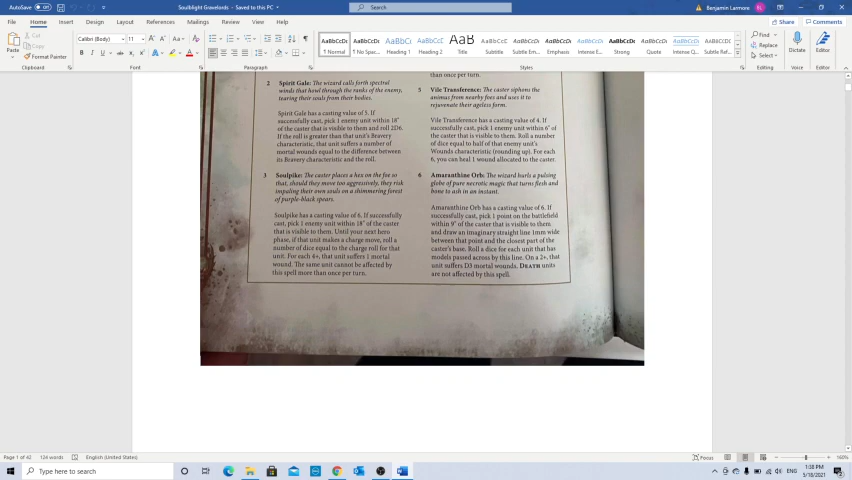 AutoSave Off
Soulblight Gravelords - Saved to this PC
Search
Benjamin Larmore
File Home Insert Design Layout References Mailings Review View Help
Share Comments
Paste
Cut
Copy
Format Painter
Clipboard
Calibri (Body) 11
Font
Paragraph
¶ Normal
¶ No Spac...
Heading 1
Heading 2
Title
Subtitle
Subtle Em...
Emphasis
Intense E...
Strong
Quote
Intense Q...
Subtle Ref...
Styles
Find
Replace
Select
Editing
Dictate
Voice
Editor
Editor
2 Spirit Gale: The wizard calls forth spectral
winds that howl through the ranks of the enemy,
tearing their souls from their bodies.
Spirit Gale has a casting value of 5. If
successfully cast, pick 1 enemy unit within 18"
of the caster that is visible to them and roll 2D6.
If the roll is greater than that unit's Bravery
characteristic, that unit suffers a number of
mortal wounds equal to the difference between
its Bravery characteristic and the roll.
3 Soulpike: The caster places a hex on the foe so
that, should they move too aggressively, they risk
impaling their own souls on a shimmering forest
of purple-black spears.
Soulpike has a casting value of 6. If successfully
cast, pick 1 enemy unit within 18" of the caster
that is visible to them. Until your next hero
phase, if that unit makes a charge move, roll a
number of dice equal to the charge roll for that
unit. For each 4+, that unit suffers 1 mortal
wound. The same unit cannot be affected by
this spell more than once per turn.
than once per turn.
5 Vile Transference: The caster siphons the
animus from nearby foes and uses it to
rejuvenate their ageless form.
Vile Transference has a casting value of 4. If
successfully cast, pick 1 enemy unit within 6" of
the caster that is visible to them. Roll a number
of dice equal to half of that enemy unit's
Wounds characteristic (rounding up). For each
6, you can heal 1 wound allocated to the caster.
6 Amaranthine Orb: The wizard hurls a pulsing
globe of pure necrotic magic that turns flesh and
bone to ash in an instant.
Amaranthine Orb has a casting value of 6. If
successfully cast, pick 1 point on the battlefield
within 9" of the caster that is visible to them
and draw an imaginary straight line 1mm wide
between that point and the closest part of the
caster's base. Roll a dice for each unit that has
models passed across by this line. On a 2+, that
unit suffers D3 mortal wounds. DEATH units
are not affected by this spell.
Page 1 of 42 124 words English (United States)
Focus
160%
Type here to search
ENG
1:38 PM
5/18/2021